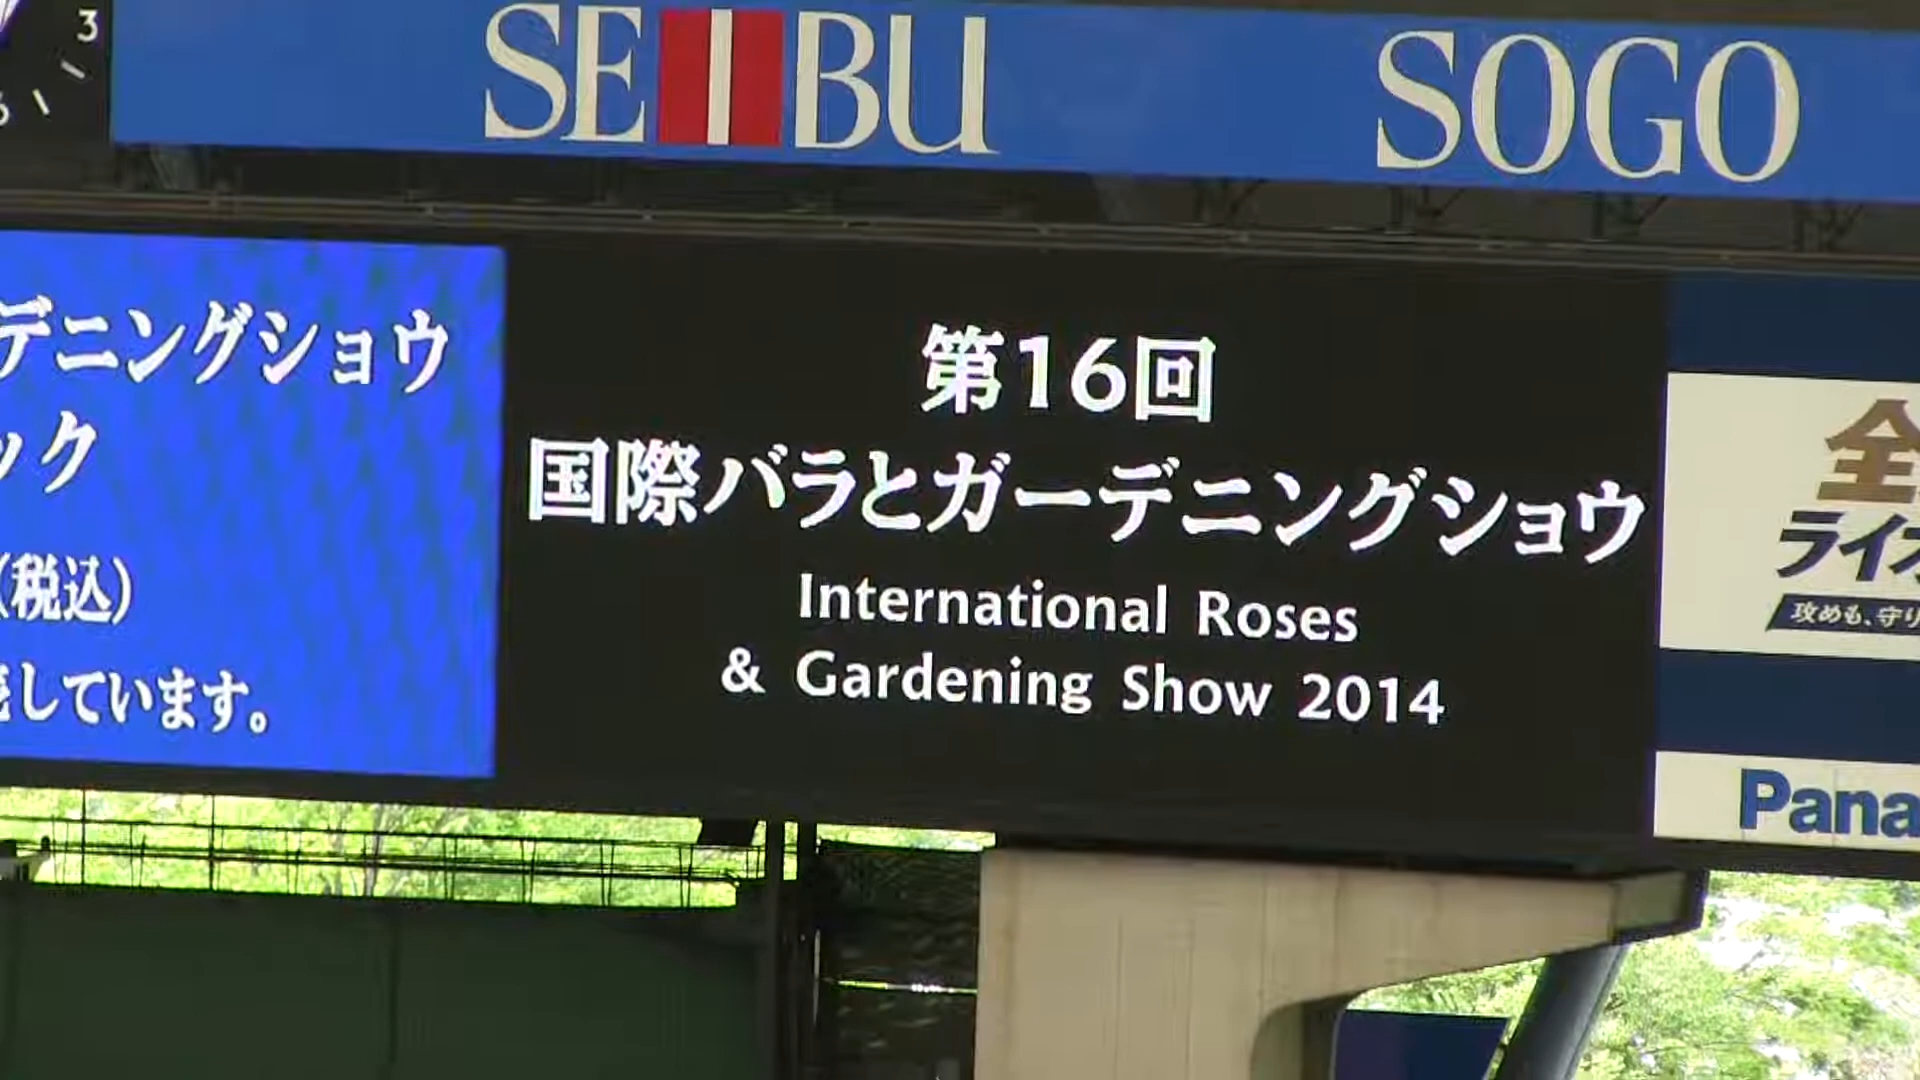 3
SEIBU
SOGO
デニングショウ
ック
(税込)
しています。
第16回
国際バラとガーデニングショウ
International Roses
& Gardening Show 2014
全
ライオ
攻めも、守り
Pana